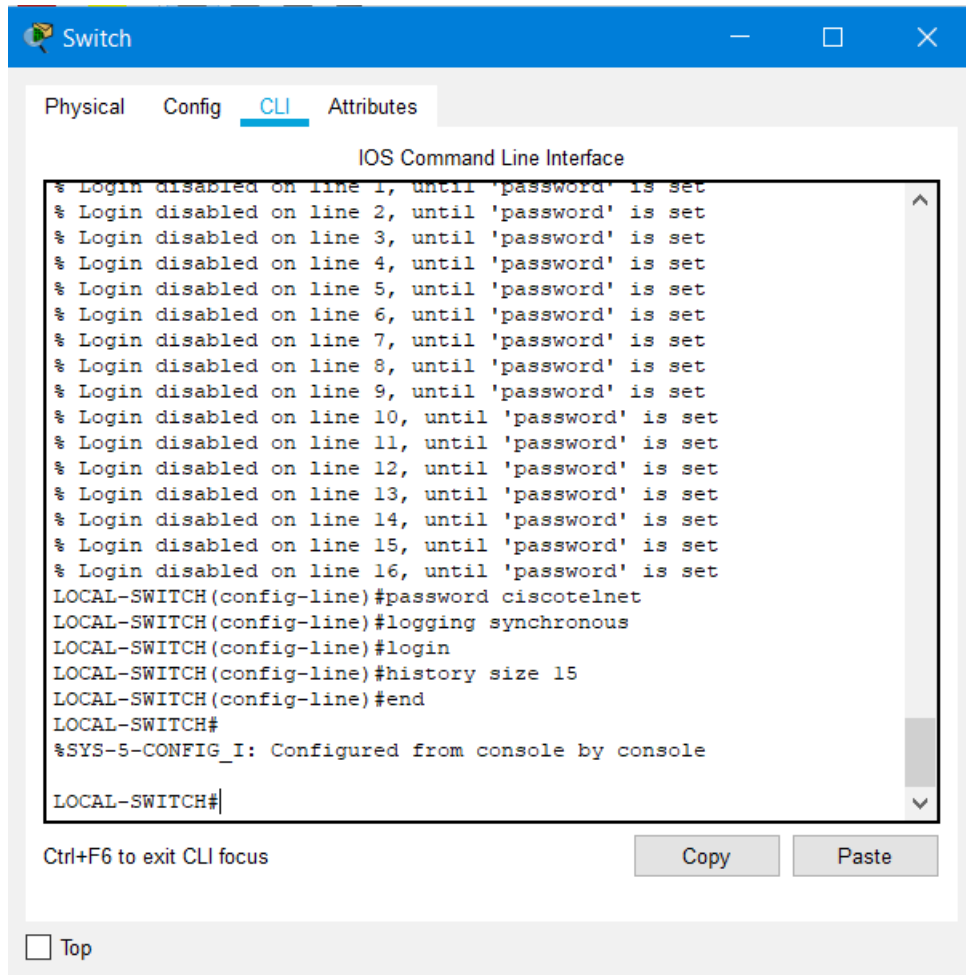 Switch
Physical Config CLI Attributes
IOS Command Line Interface
% Login disabled on line 1, until 'password' is set
% Login disabled on line 2, until 'password' is set
% Login disabled on line 3, until 'password' is set
% Login disabled on line 4, until 'password' is set
% Login disabled on line 5, until 'password' is set
% Login disabled on line 6, until 'password' is set
% Login disabled on line 7, until 'password' is set
% Login disabled on line 8, until 'password' is set
% Login disabled on line 9, until 'password' is set
% Login disabled on line 10, until 'password' is set
% Login disabled on line 11, until 'password' is set
% Login disabled on line 12, until 'password' is set
% Login disabled on line 13, until 'password' is set
% Login disabled on line 14, until 'password' is set
% Login disabled on line 15, until 'password' is set
% Login disabled on line 16, until 'password' is set
LOCAL-SWITCH(config-line)#password ciscotelnet
LOCAL-SWITCH(config-line)#logging synchronous
LOCAL-SWITCH(config-line)#login
LOCAL-SWITCH(config-line)#history size 15
LOCAL-SWITCH(config-line)#end
LOCAL-SWITCH#
%SYS-5-CONFIG_I: Configured from console by console
LOCAL-SWITCH#
Ctrl+F6 to exit CLI focus
Copy Paste
Top